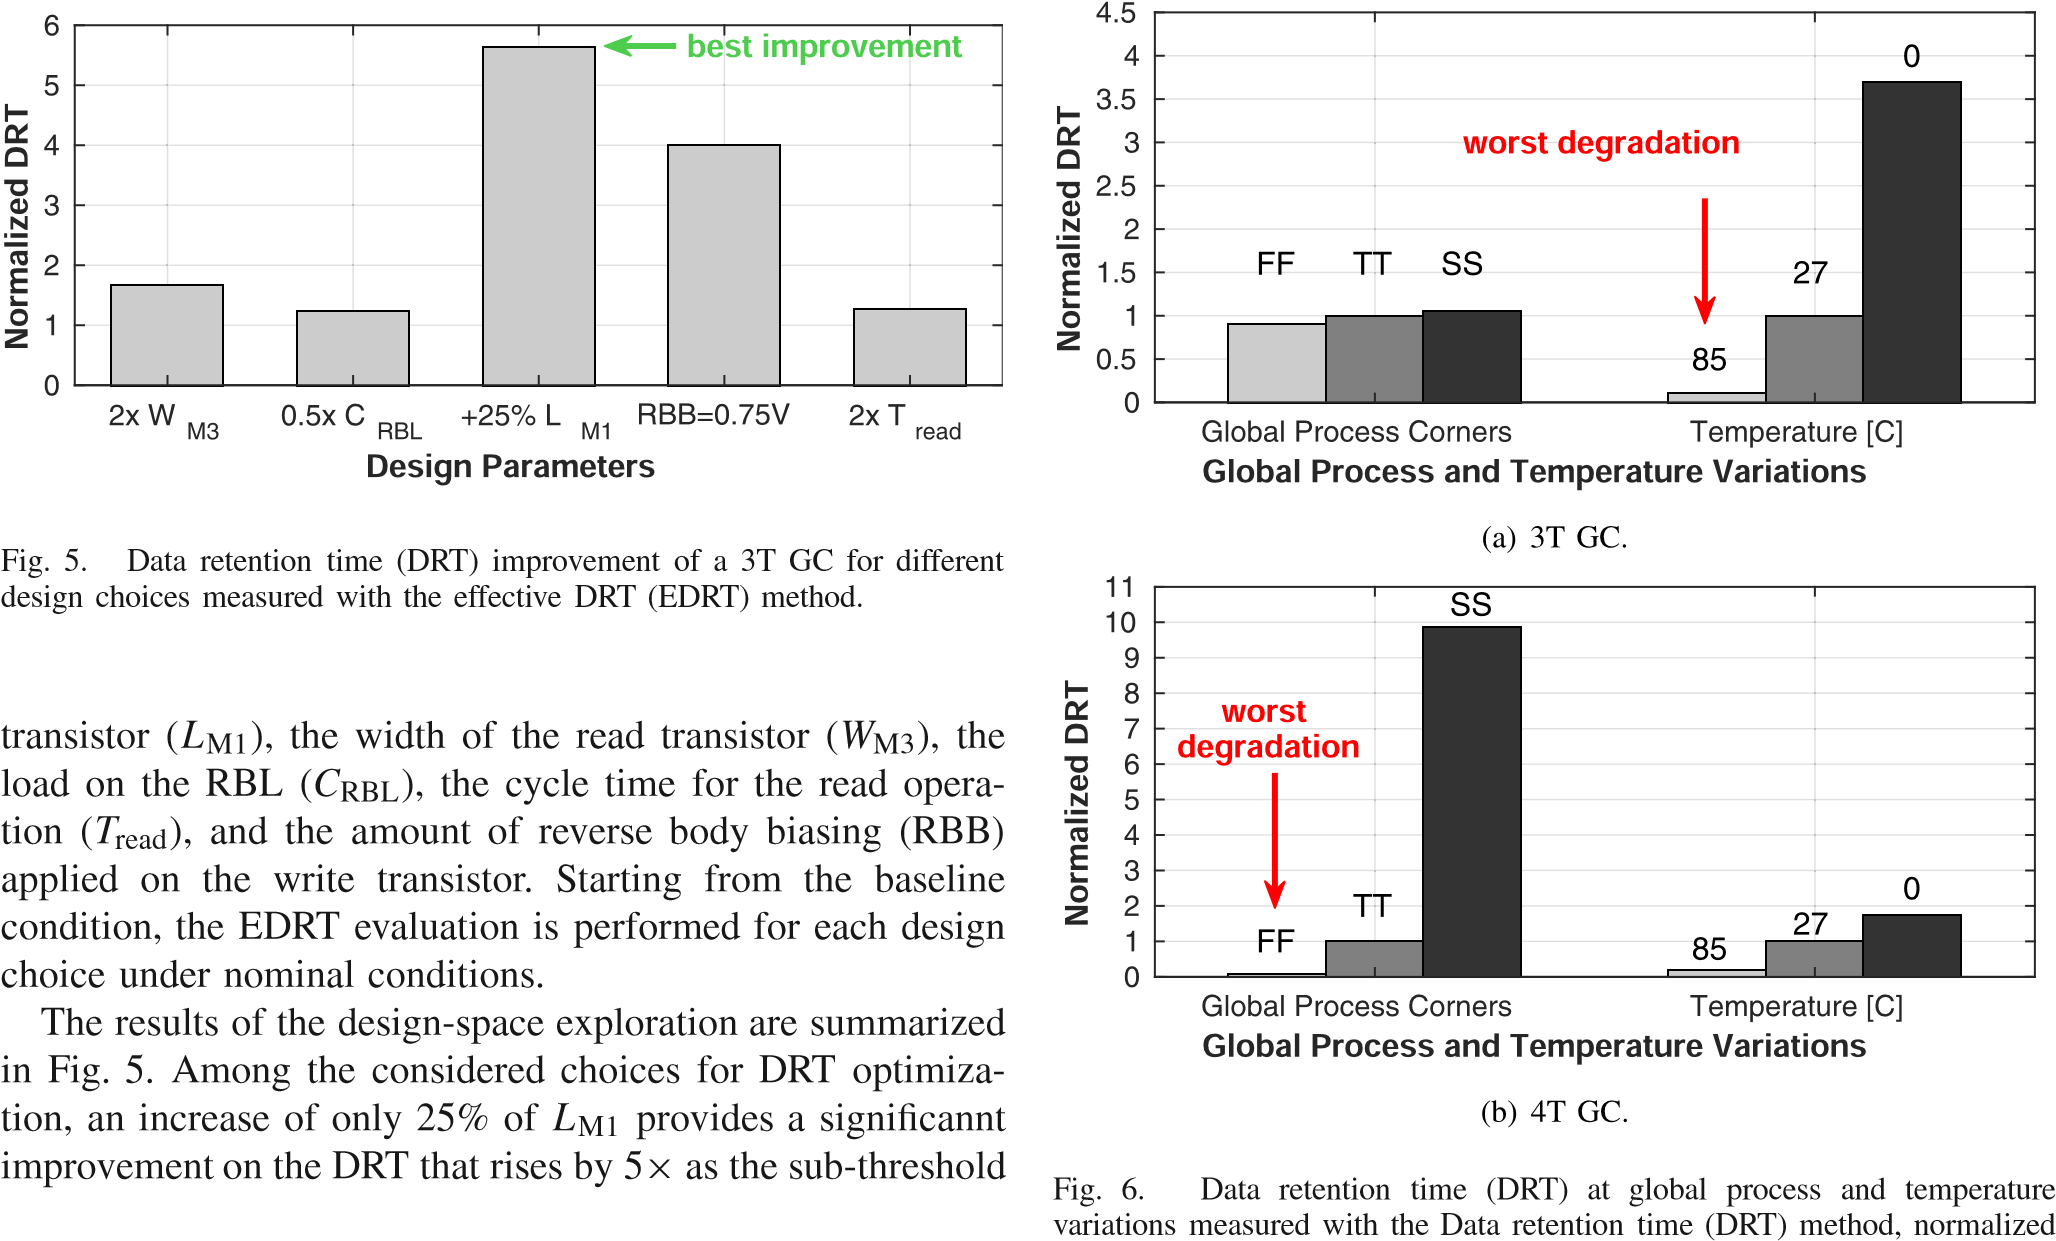 6
5
4
3
2
1
0
Normalized DRT
best improvement
2x W M3
0.5x C RBL
+25% L M1
RBB=0.75V
2x T read
Design Parameters
Fig. 5. Data retention time (DRT) improvement of a 3T GC for different
design choices measured with the effective DRT (EDRT) method.
transistor (LM1), the width of the read transistor (WM3), the
load on the RBL (CRBL), the cycle time for the read opera-
tion (Tread), and the amount of reverse body biasing (RBB)
applied on the write transistor. Starting from the baseline
condition, the EDRT evaluation is performed for each design
choice under nominal conditions.
The results of the design-space exploration are summarized
in Fig. 5. Among the considered choices for DRT optimiza-
tion, an increase of only 25% of LM1 provides a significannt
improvement on the DRT that rises by 5× as the sub-threshold
4.5
4
3.5
3
2.5
2
1.5
1
0.5
0
Normalized DRT
worst degradation
FF
TT
SS
85
27
0
Global Process Corners
Temperature [C]
Global Process and Temperature Variations
(a) 3T GC.
11
10
9
8
7
6
5
4
3
2
1
0
Normalized DRT
worst
degradation
FF
TT
SS
85
27
0
Global Process Corners
Temperature [C]
Global Process and Temperature Variations
(b) 4T GC.
Fig. 6. Data retention time (DRT) at global process and temperature
variations measured with the Data retention time (DRT) method, normalized